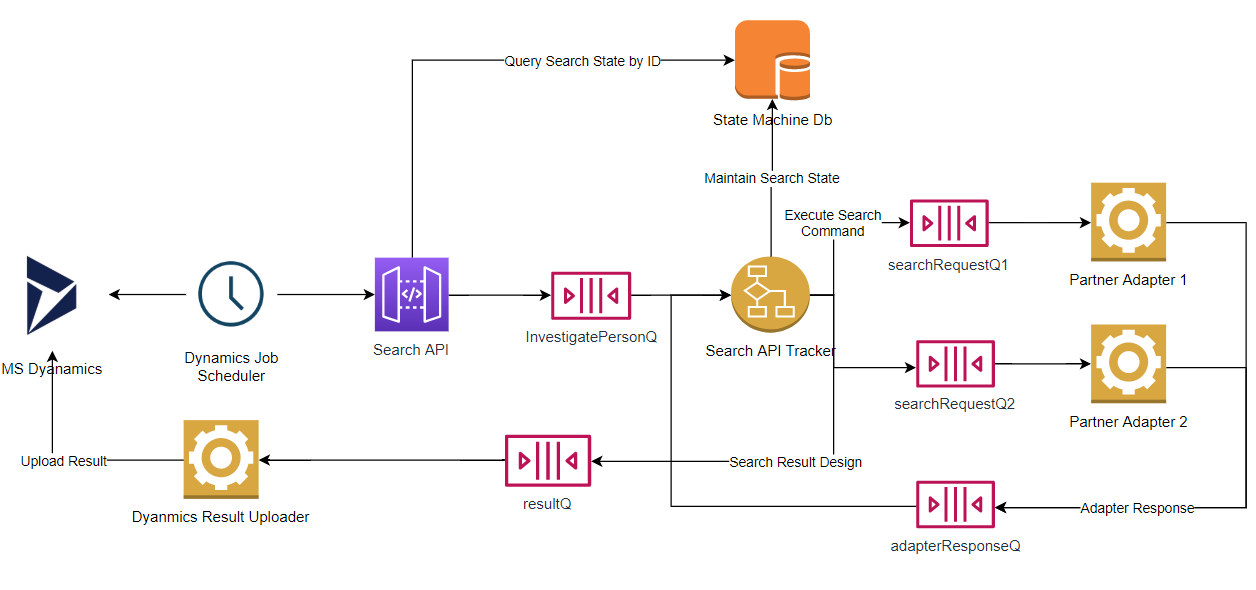 Query Search State by ID
State Machine Db
Maintain Search State
Execute Search
Command
searchRequestQ1
Partner Adapter 1
MS Dyanamics
Dynamics Job
Scheduler
Search API
InvestigatePersonQ
Search API Tracker
searchRequestQ2
Partner Adapter 2
Upload Result
Dyanmics Result Uploader
resultQ
Search Result Design
Adapter Response
adapterResponseQ